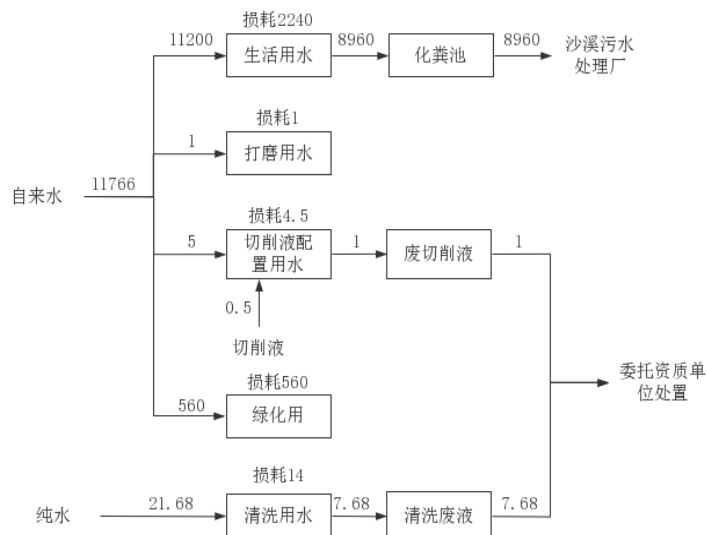 损耗2240
11200
生活用水
8960
化粪池
8960
沙溪污水
处理厂
损耗1
1
打磨用水
自来水
11766
损耗4.5
5
切削液配
置用水
1
废切削液
1
0.5
切削液
委托资质单
位处置
损耗560
560
绿化用
损耗14
纯水
21.68
清洗用水
7.68
清洗废液
7.68